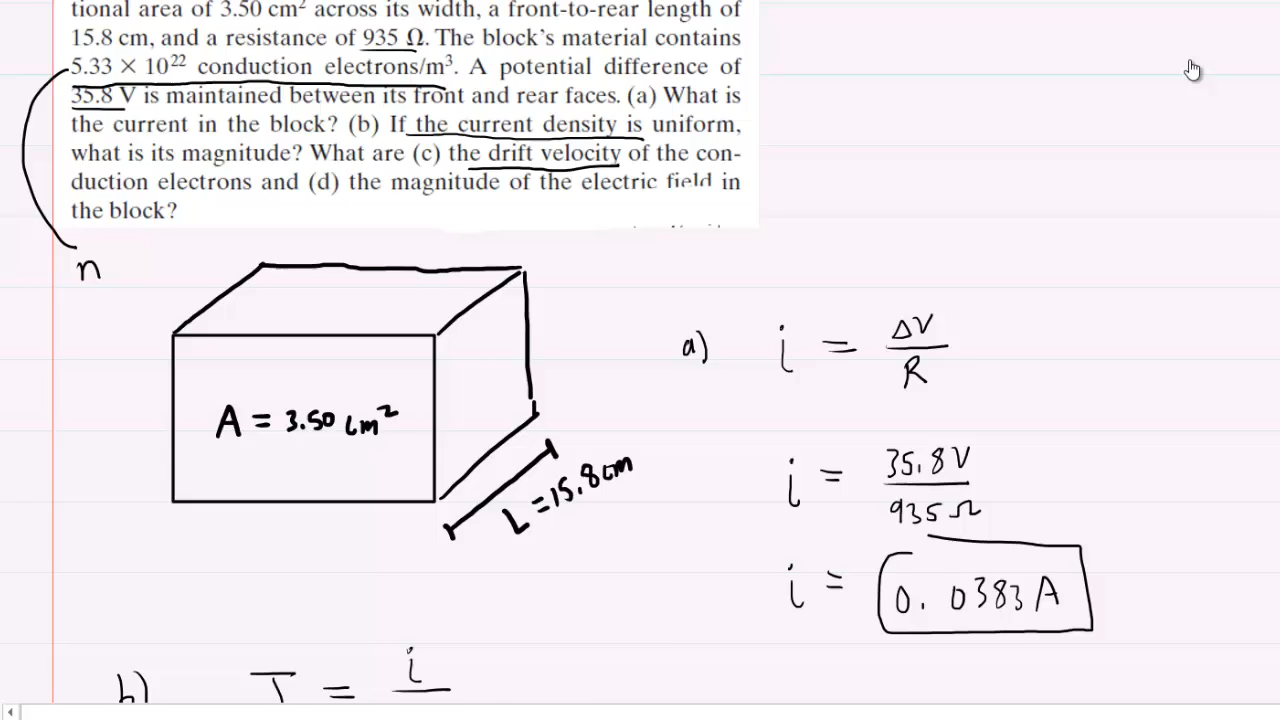 tional area of 3.50 cm² across its width, a front-to-rear length of
15.8 cm, and a resistance of 935 Ω. The block's material contains
5.33 × 10²² conduction electrons/m³. A potential difference of
35.8 V is maintained between its front and rear faces. (a) What is
the current in the block? (b) If the current density is uniform,
what is its magnitude? What are (c) the drift velocity of the con-
duction electrons and (d) the magnitude of the electric field in
the block?
n
A = 3.50 cm²
L = 15.8 cm
a) i = ΔV / R
i = 35.8 V / 935 Ω
i = 0.0383 A
b) J = i